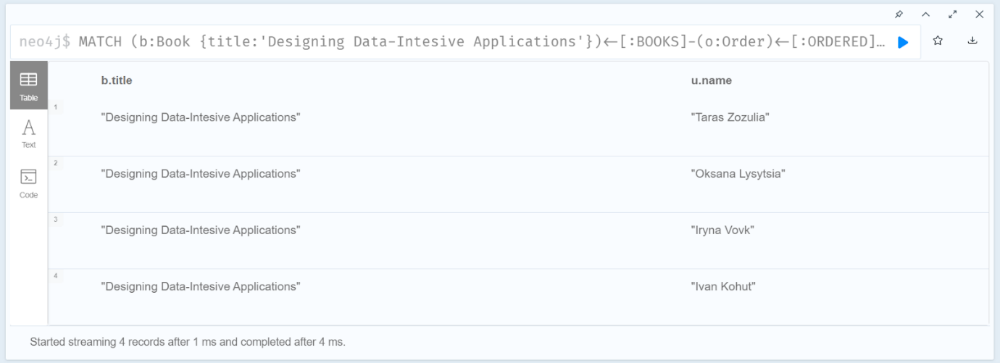 neo4j$ MATCH (b:Book {title:'Designing Data-Intesive Applications'})<-[:BOOKS]-(o:Order)<-[:ORDERED]…
Table
Text
Code
b.title u.name
1
"Designing Data-Intesive Applications" "Taras Zozulia"
2
"Designing Data-Intesive Applications" "Oksana Lysytsia"
3
"Designing Data-Intesive Applications" "Iryna Vovk"
4
"Designing Data-Intesive Applications" "Ivan Kohut"
Started streaming 4 records after 1 ms and completed after 4 ms.